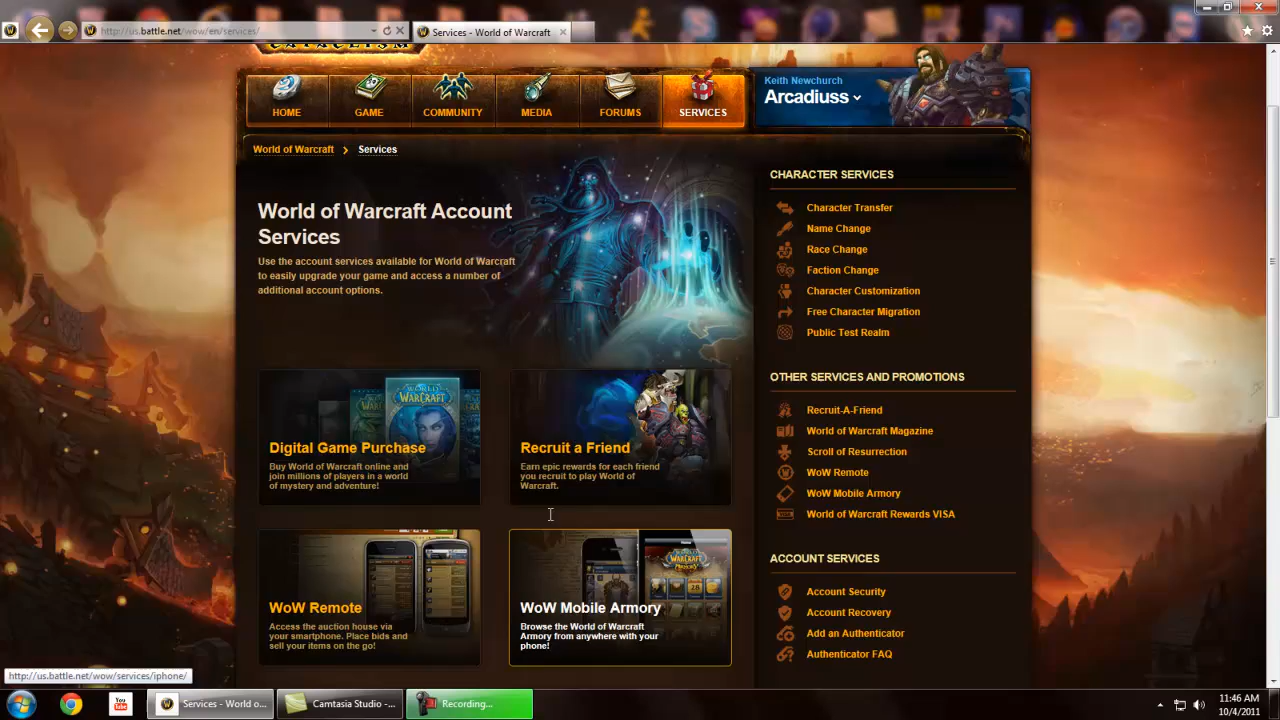 http://us.battle.net/wow/en/services/
Services - World of Warcraft
CATACLYSM
HOME
GAME
COMMUNITY
MEDIA
FORUMS
SERVICES
Keith Newchurch
Arcadiuss
World of Warcraft
Services
World of Warcraft Account
Services
Use the account services available for World of Warcraft
to easily upgrade your game and access a number of
additional account options.
Digital Game Purchase
Buy World of Warcraft online and
join millions of players in a world
of mystery and adventure!
Recruit a Friend
Earn epic rewards for each friend
you recruit to play World of
Warcraft.
WoW Remote
Access the auction house via
your smartphone. Place bids and
sell your items on the go!
WoW Mobile Armory
Browse the World of Warcraft
Armory from anywhere with your
phone!
CHARACTER SERVICES
Character Transfer
Name Change
Race Change
Faction Change
Character Customization
Free Character Migration
Public Test Realm
OTHER SERVICES AND PROMOTIONS
Recruit-A-Friend
World of Warcraft Magazine
Scroll of Resurrection
WoW Remote
WoW Mobile Armory
World of Warcraft Rewards VISA
ACCOUNT SERVICES
Account Security
Account Recovery
Add an Authenticator
Authenticator FAQ
http://us.battle.net/wow/services/iphone/
Services - World o...
Camtasia Studio -...
Recording...
11:46 AM
10/4/2011